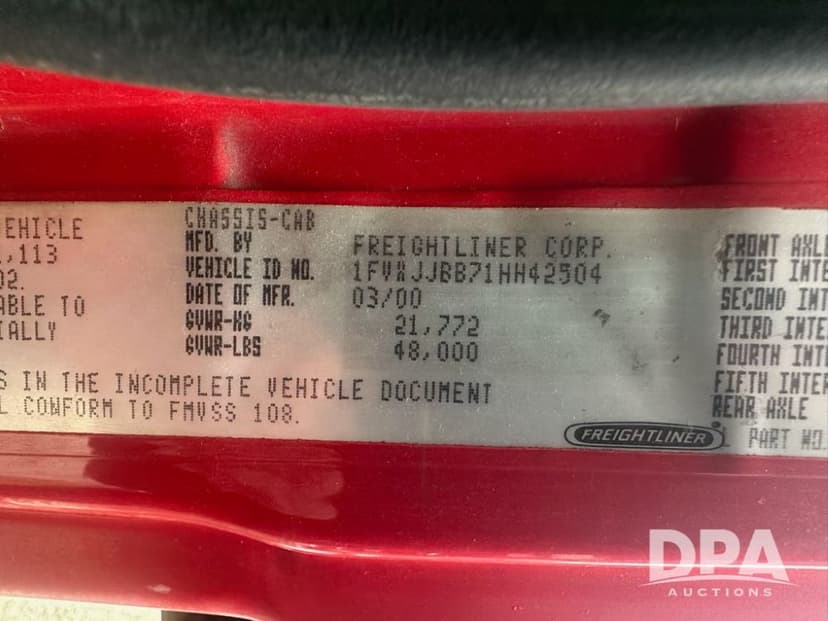 EHICLE
,113
02.
ABLE TO
IALLY
CHASSIS-CAB
MFD. BY FREIGHTLINER CORP.
VEHICLE ID NO. 1FVXJJBB71HH42504
DATE OF MFR. 03/00
GVWR-KG 21,772
GVWR-LBS 48,000
S IN THE INCOMPLETE VEHICLE DOCUMENT
L CONFORM TO FMVSS 108.
FREIGHTLINER
FRONT AXLE
FIRST INTE
SECOND INT
THIRD INTE
FOURTH INT
FIFTH INTER
REAR AXLE
PART NO.
DPA
AUCTIONS